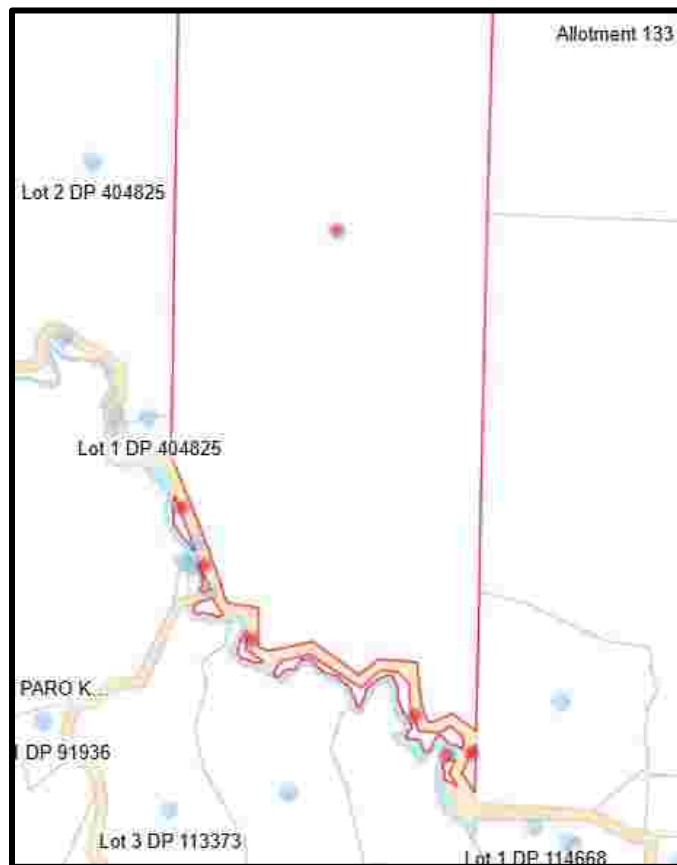 Allotment 133
Lot 2 DP 404825
Lot 1 DP 404825
PARO K...
1 DP 91936
Lot 3 DP 113373
Lot 1 DP 114668